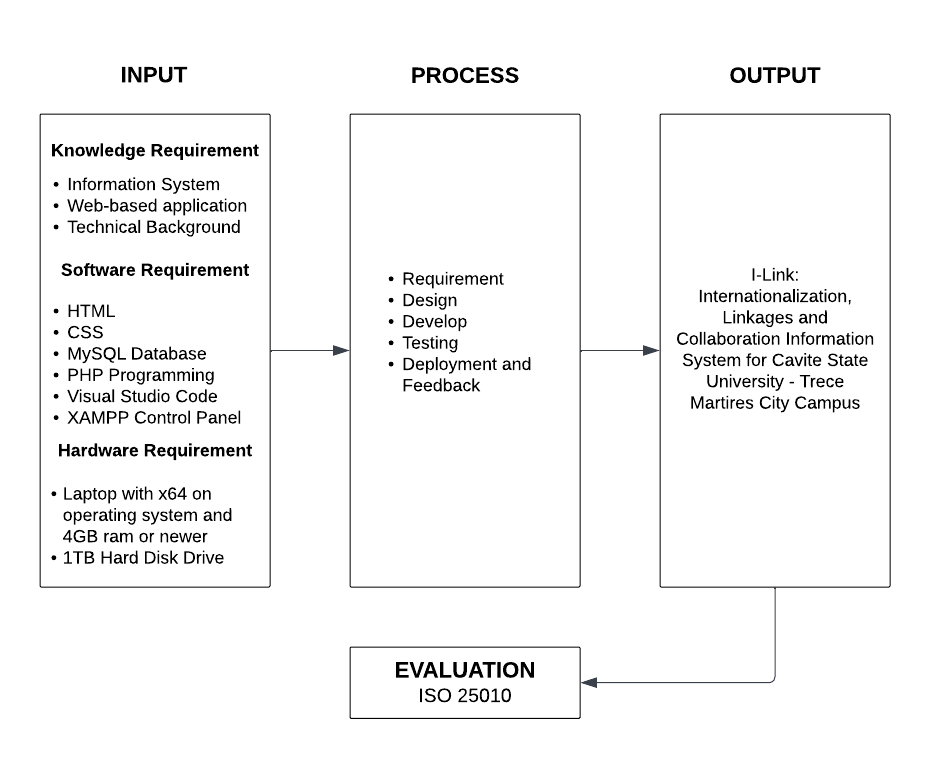 INPUT
Knowledge Requirement
• Information System
• Web-based application
• Technical Background
Software Requirement
• HTML
• CSS
• MySQL Database
• PHP Programming
• Visual Studio Code
• XAMPP Control Panel
Hardware Requirement
• Laptop with x64 on
operating system and
4GB ram or newer
• 1TB Hard Disk Drive
PROCESS
• Requirement
• Design
• Develop
• Testing
• Deployment and
Feedback
OUTPUT
I-Link:
Internationalization,
Linkages and
Collaboration Information
System for Cavite State
University - Trece
Martires City Campus
EVALUATION
ISO 25010